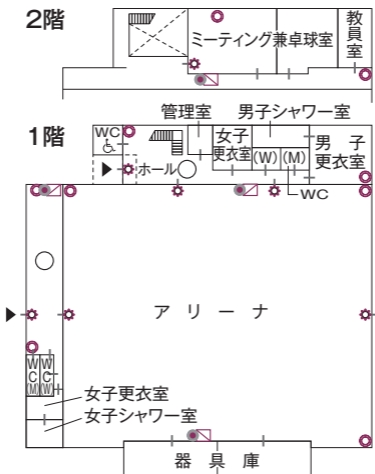 2階
ミーティング兼卓球室
教員室
1階
管理室
男子シャワー室
WC
女子
更衣室
(W)
(M)
男子
更衣室
ホール
WC
アリーナ
WC(M)
WC(W)
女子更衣室
女子シャワー室
器具庫